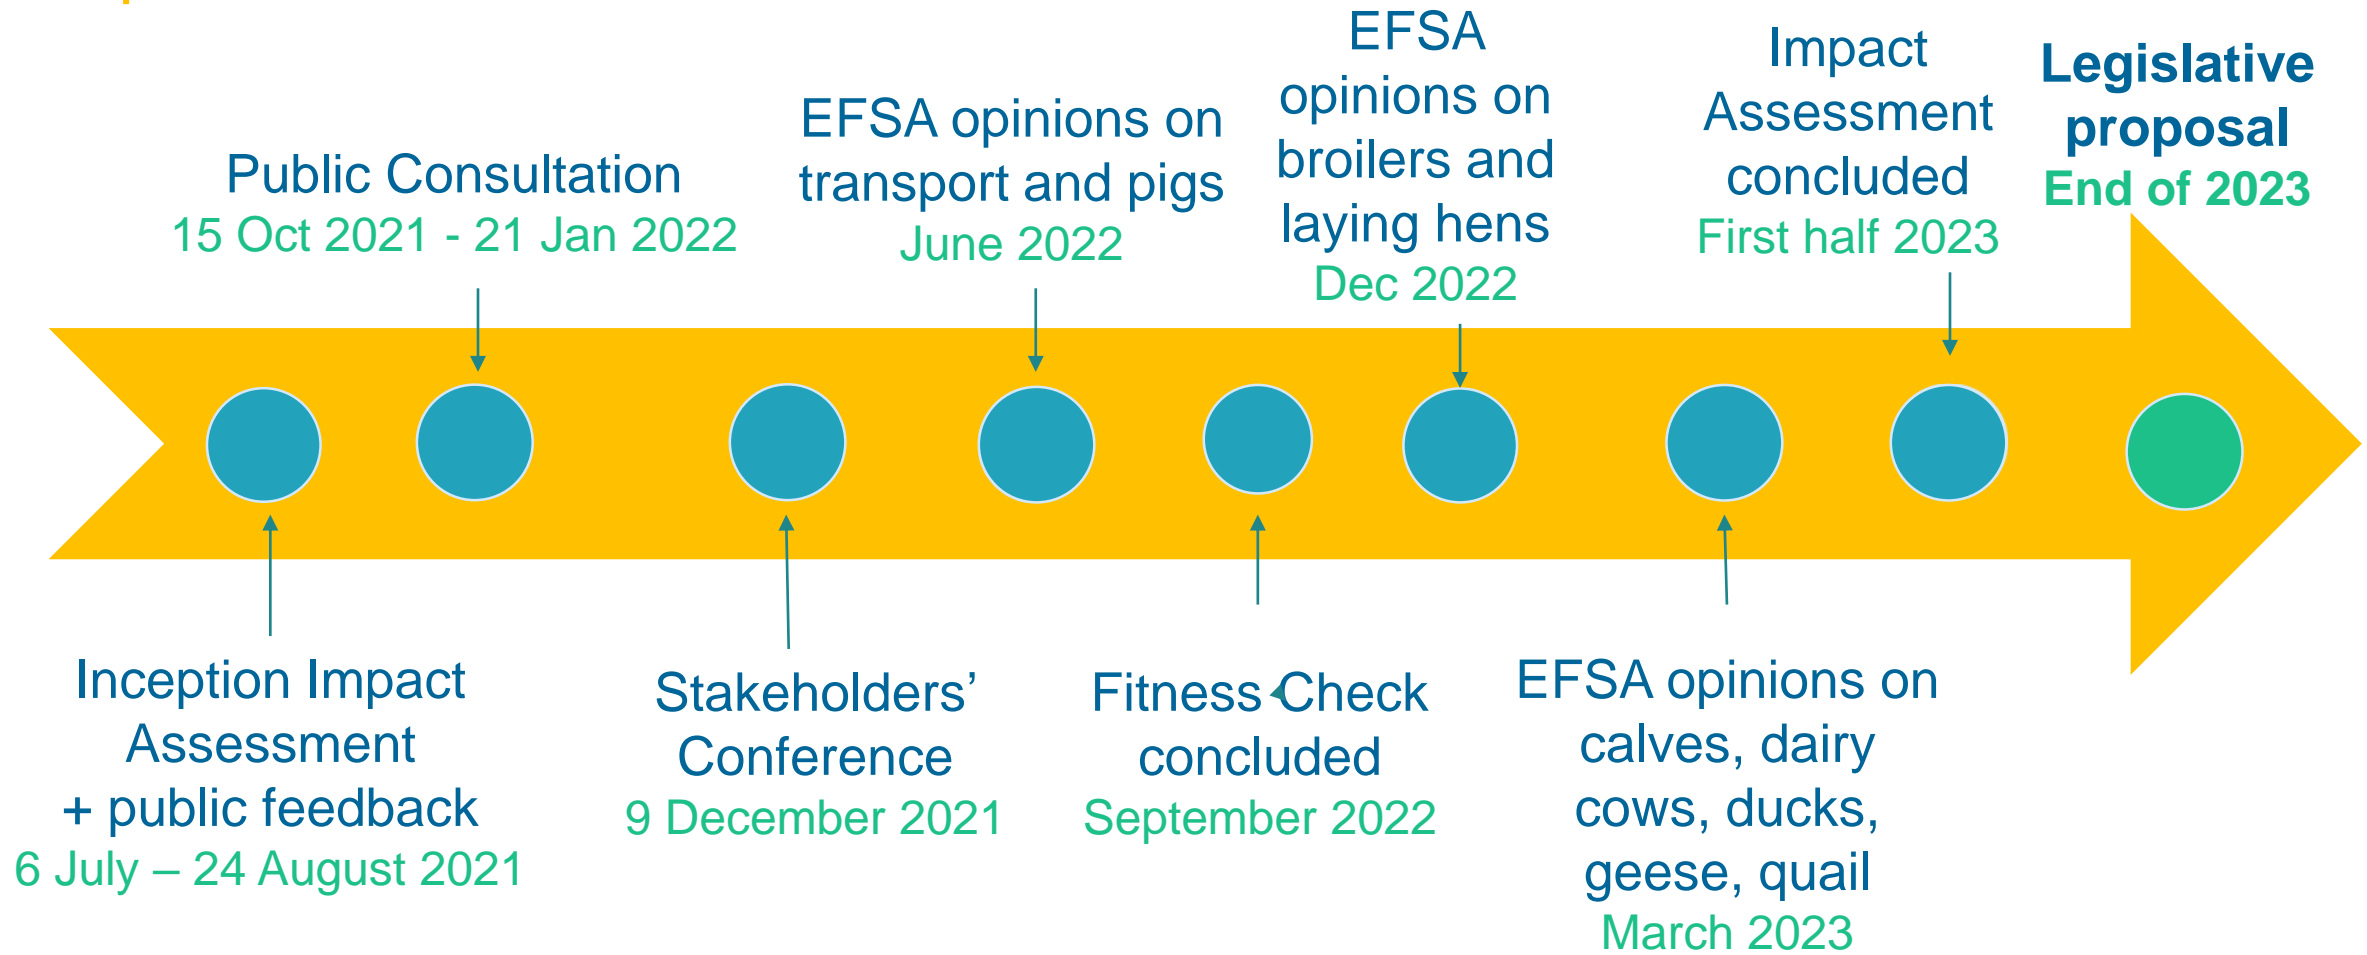 Public Consultation
15 Oct 2021 - 21 Jan 2022
EFSA opinions on
transport and pigs
June 2022
EFSA
opinions on
broilers and
laying hens
Dec 2022
Impact
Assessment
concluded
First half 2023
Legislative
proposal
End of 2023
Inception Impact
Assessment
+ public feedback
6 July – 24 August 2021
Stakeholders’
Conference
9 December 2021
Fitness Check
concluded
September 2022
EFSA opinions on
calves, dairy
cows, ducks,
geese, quail
March 2023